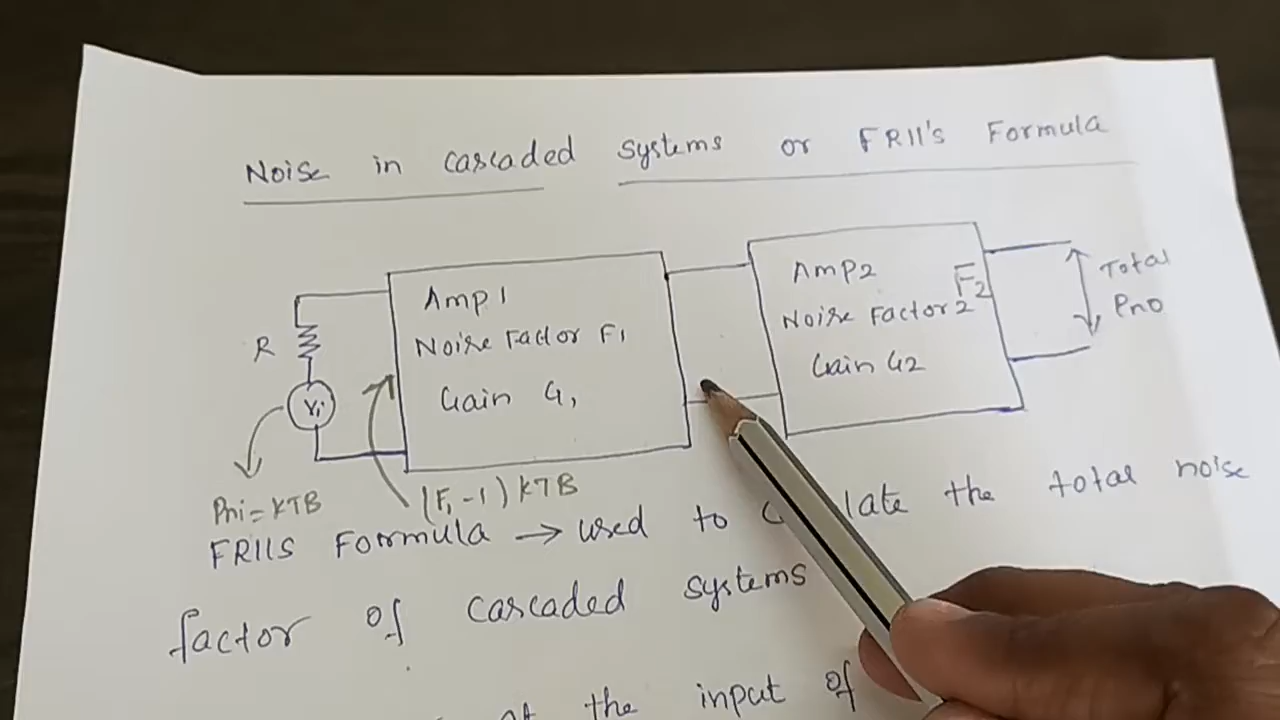 Noise in cascaded systems or FRII's Formula
Amp 1
Noise Factor F1
Gain G1
R
Vi
Pni = KTB
(F1 - 1) KTB
Amp2
F2
Noise Factor 2
Gain G2
Total
Pno
FRIIS Formula → used to late the total noise
factor of cascaded systems
at the input of